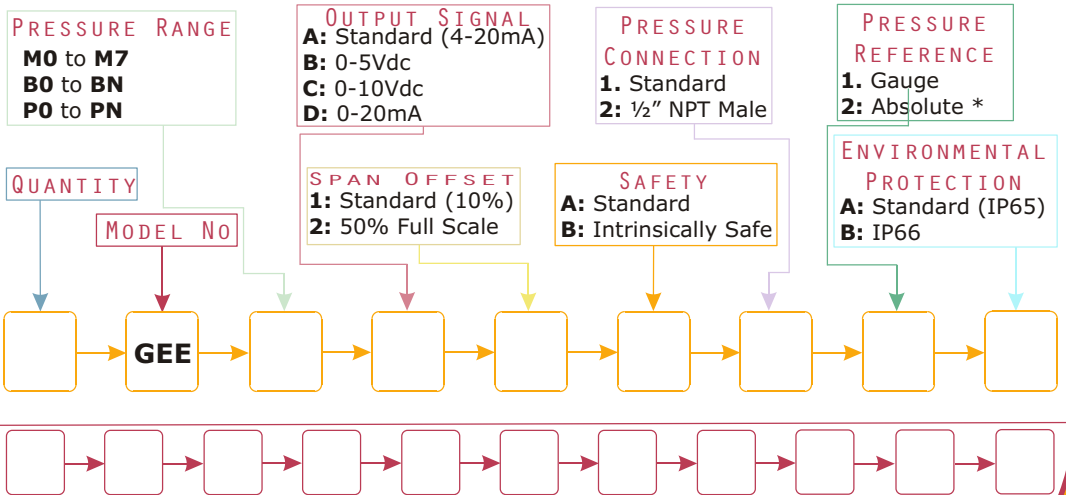 PRESSURE RANGE
M0 to M7
B0 to BN
P0 to PN
OUTPUT SIGNAL
A: Standard (4-20mA)
B: 0-5Vdc
C: 0-10Vdc
D: 0-20mA
PRESSURE
CONNECTION
1. Standard
2: ½” NPT Male
PRESSURE
REFERENCE
1. Gauge
2: Absolute *
QUANTITY
MODEL NO
SPAN OFFSET
1: Standard (10%)
2: 50% Full Scale
SAFETY
A: Standard
B: Intrinsically Safe
ENVIRONMENTAL
PROTECTION
A: Standard (IP65)
B: IP66
GEE